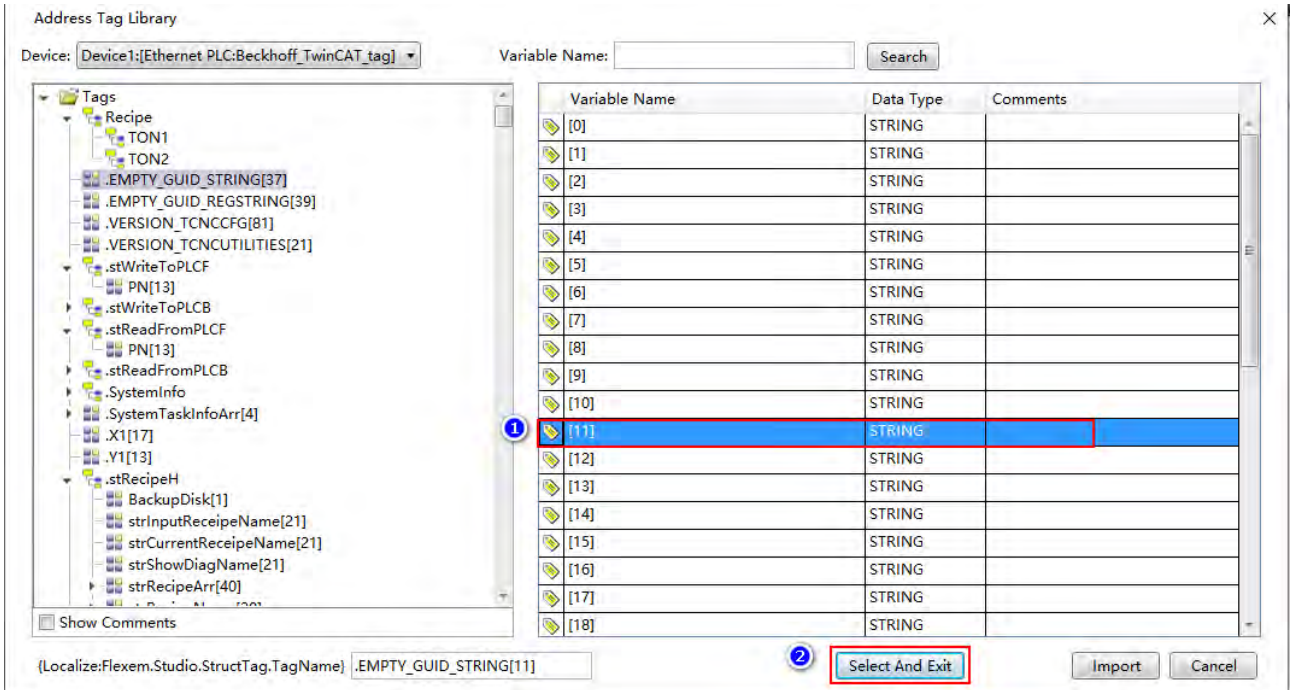 Address Tag Library
Device: Device1:[Ethernet PLC:Beckhoff_TwinCAT_tag]
Variable Name:
Search
Tags
Recipe
TON1
TON2
.EMPTY_GUID_STRING[37]
.EMPTY_GUID_REGSTRING[39]
.VERSION_TCNCCFG[81]
.VERSION_TCNCUTILITIES[21]
.stWriteToPLCF
PN[13]
.stWriteToPLCB
.stReadFromPLCF
PN[13]
.stReadFromPLCB
.SystemInfo
.SystemTaskInfoArr[4]
.X1[17]
.Y1[13]
.stRecipeH
BackupDisk[1]
strInputReceipeName[21]
strCurrentReceipeName[21]
strShowDiagName[21]
strRecipeArr[40]
Show Comments
Variable Name Data Type Comments
[0] STRING
[1] STRING
[2] STRING
[3] STRING
[4] STRING
[5] STRING
[6] STRING
[7] STRING
[8] STRING
[9] STRING
[10] STRING
1 [11] STRING
[12] STRING
[13] STRING
[14] STRING
[15] STRING
[16] STRING
[17] STRING
[18] STRING
{Localize:Flexem.Studio.StructTag.TagName} .EMPTY_GUID_STRING[11]
2 Select And Exit
Import
Cancel